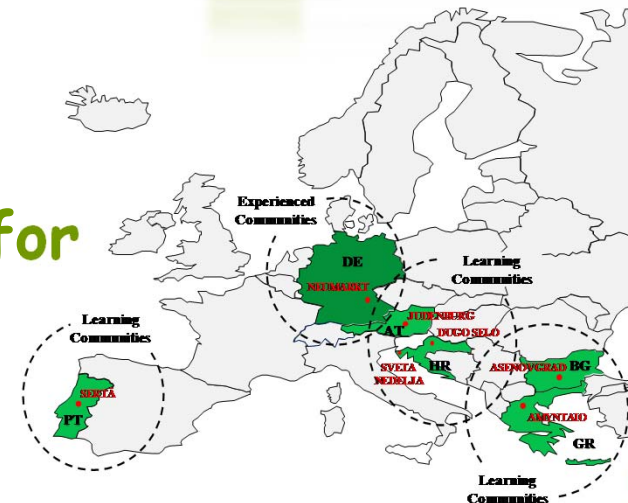 for
Experienced
Communities
DE
NEUMARKT
Learning
Communities
JUDENBURG
AT
DUGO SELO
SVETA
NEDELJA
HR
ASENOVGRAD BG
AMYNTAIO
GR
Learning
Communities
SERTÃ
PT
Learning
Communities